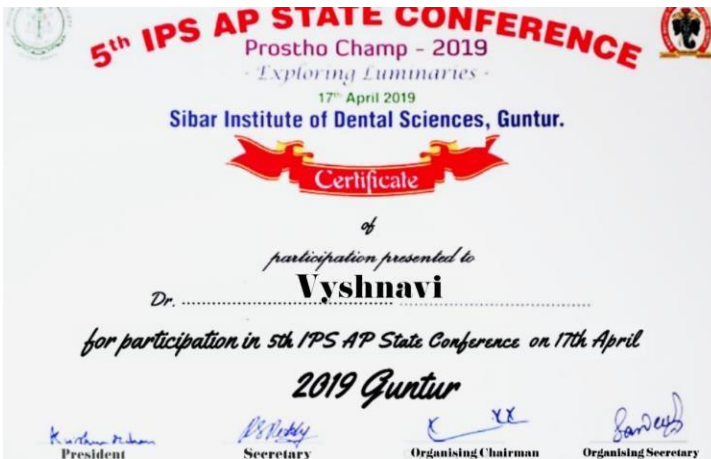 5th IPS AP STATE CONFERENCE
Prostho Champ - 2019
- Exploring Luminaries -
17th April 2019
Sibar Institute of Dental Sciences, Guntur.
Certificate
of
participation presented to
Dr. Vyshnavi
for participation in 5th IPS AP State Conference on 17th April
2019 Guntur
President Secretary Organising Chairman Organising Secretary